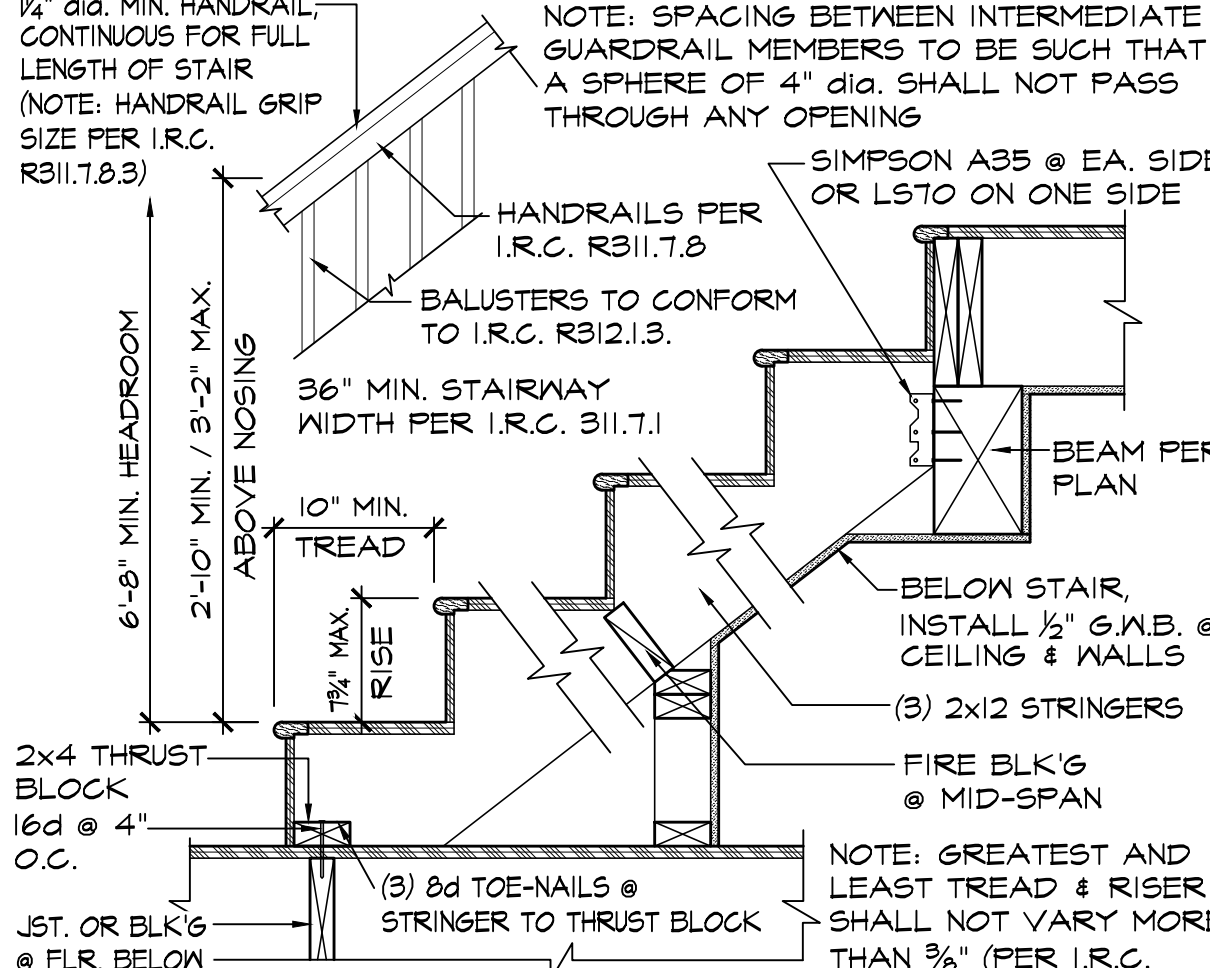 1¼" dia. MIN. HANDRAIL,
CONTINUOUS FOR FULL
LENGTH OF STAIR
(NOTE: HANDRAIL GRIP
SIZE PER I.R.C.
R311.7.8.3)
NOTE: SPACING BETWEEN INTERMEDIATE
GUARDRAIL MEMBERS TO BE SUCH THAT
A SPHERE OF 4" dia. SHALL NOT PASS
THROUGH ANY OPENING
SIMPSON A35 @ EA. SIDE
OR LS70 ON ONE SIDE
HANDRAILS PER
I.R.C. R311.7.8
BALUSTERS TO CONFORM
TO I.R.C. R312.1.3.
36" MIN. STAIRWAY
WIDTH PER I.R.C. 311.7.1
6'-8" MIN. HEADROOM
2'-10" MIN. / 3'-2" MAX.
ABOVE NOSING
10" MIN.
TREAD
7¾" MAX.
RISE
BEAM PER
PLAN
BELOW STAIR,
INSTALL ½" G.W.B. @
CEILING & WALLS
(3) 2x12 STRINGERS
FIRE BLK'G
@ MID-SPAN
2x4 THRUST
BLOCK
16d @ 4"
O.C.
JST. OR BLK'G
@ FLR. BELOW
(3) 8d TOE-NAILS @
STRINGER TO THRUST BLOCK
NOTE: GREATEST AND
LEAST TREAD & RISER
SHALL NOT VARY MORE
THAN ⅜" (PER I.R.C.